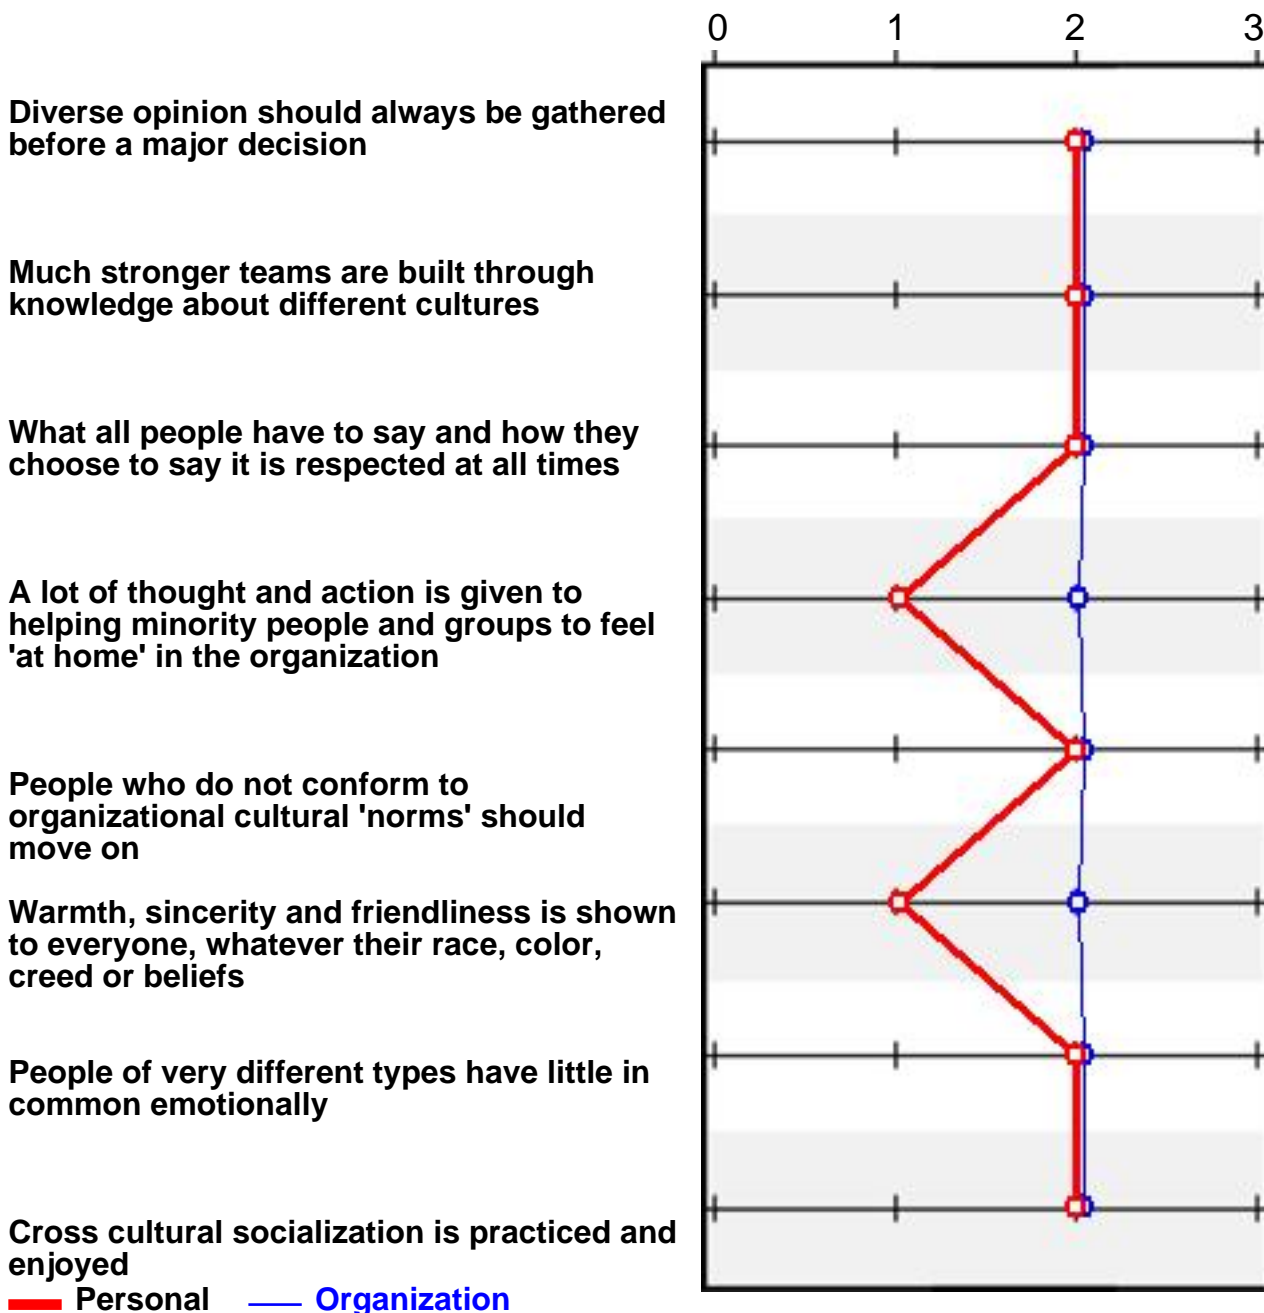 0 1 2 3
Diverse opinion should always be gathered
before a major decision
Much stronger teams are built through
knowledge about different cultures
What all people have to say and how they
choose to say it is respected at all times
A lot of thought and action is given to
helping minority people and groups to feel
'at home' in the organization
People who do not conform to
organizational cultural 'norms' should
move on
Warmth, sincerity and friendliness is shown
to everyone, whatever their race, color,
creed or beliefs
People of very different types have little in
common emotionally
Cross cultural socialization is practiced and
enjoyed
Personal Organization